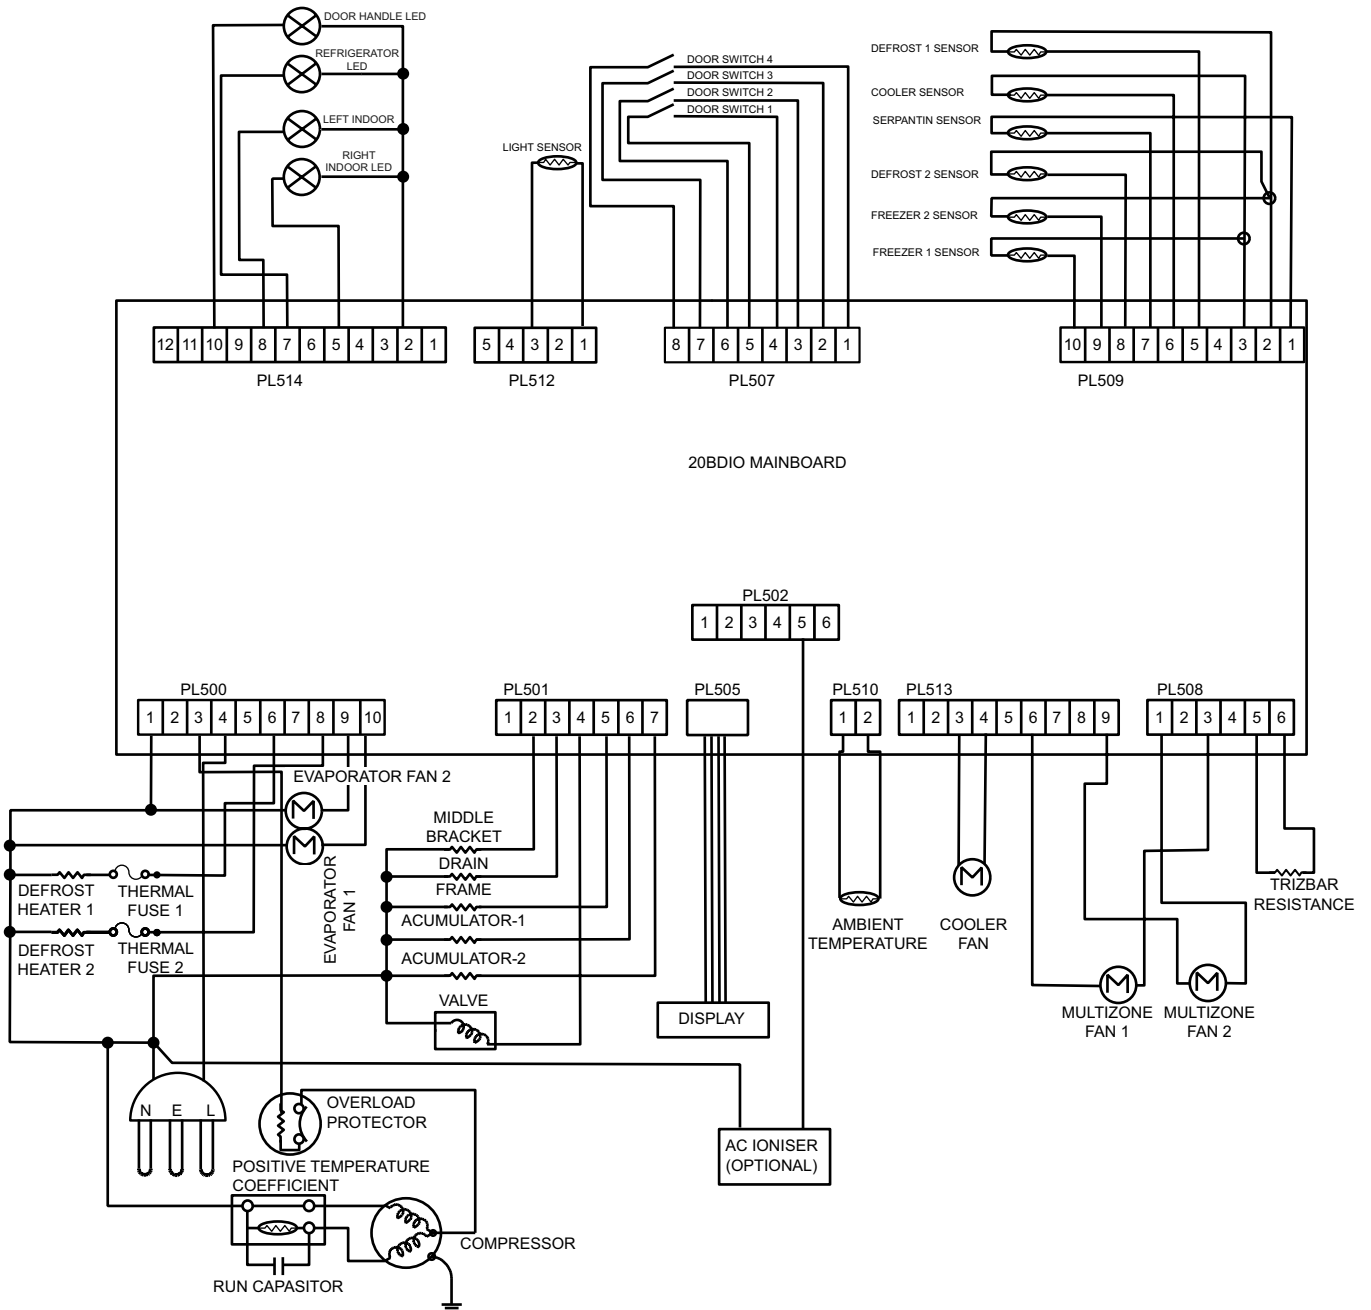 DOOR HANDLE LED
REFRIGERATOR
LED
LEFT INDOOR
RIGHT
INDOOR LED
LIGHT SENSOR
DOOR SWITCH 4
DOOR SWITCH 3
DOOR SWITCH 2
DOOR SWITCH 1
DEFROST 1 SENSOR
COOLER SENSOR
SERPANTIN SENSOR
DEFROST 2 SENSOR
FREEZER 2 SENSOR
FREEZER 1 SENSOR
12 11 10 9 8 7 6 5 4 3 2 1
PL514
5 4 3 2 1
PL512
8 7 6 5 4 3 2 1
PL507
10 9 8 7 6 5 4 3 2 1
PL509
20BDIO MAINBOARD
PL502
1 2 3 4 5 6
PL500
1 2 3 4 5 6 7 8 9 10
PL501
1 2 3 4 5 6 7
PL505
PL510
1 2
PL513
1 2 3 4 5 6 7 8 9
PL508
1 2 3 4 5 6
EVAPORATOR FAN 2
EVAPORATOR
FAN 1
DEFROST
HEATER 1
THERMAL
FUSE 1
DEFROST
HEATER 2
THERMAL
FUSE 2
MIDDLE
BRACKET
DRAIN
FRAME
ACUMULATOR-1
ACUMULATOR-2
VALVE
DISPLAY
AMBIENT
TEMPERATURE
COOLER
FAN
TRIZBAR
RESISTANCE
MULTIZONE
FAN 1
MULTIZONE
FAN 2
N E L
OVERLOAD
PROTECTOR
AC IONISER
(OPTIONAL)
POSITIVE TEMPERATURE
COEFFICIENT
COMPRESSOR
RUN CAPASITOR